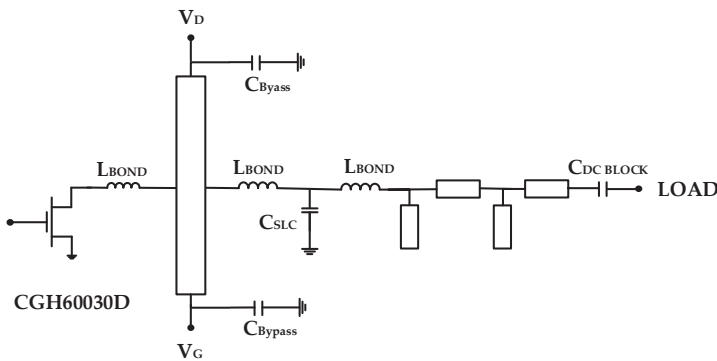 VD
CByass
LBOND
LBOND
LBOND
CDC BLOCK
LOAD
CSLC
CGH60030D
CBypass
VG